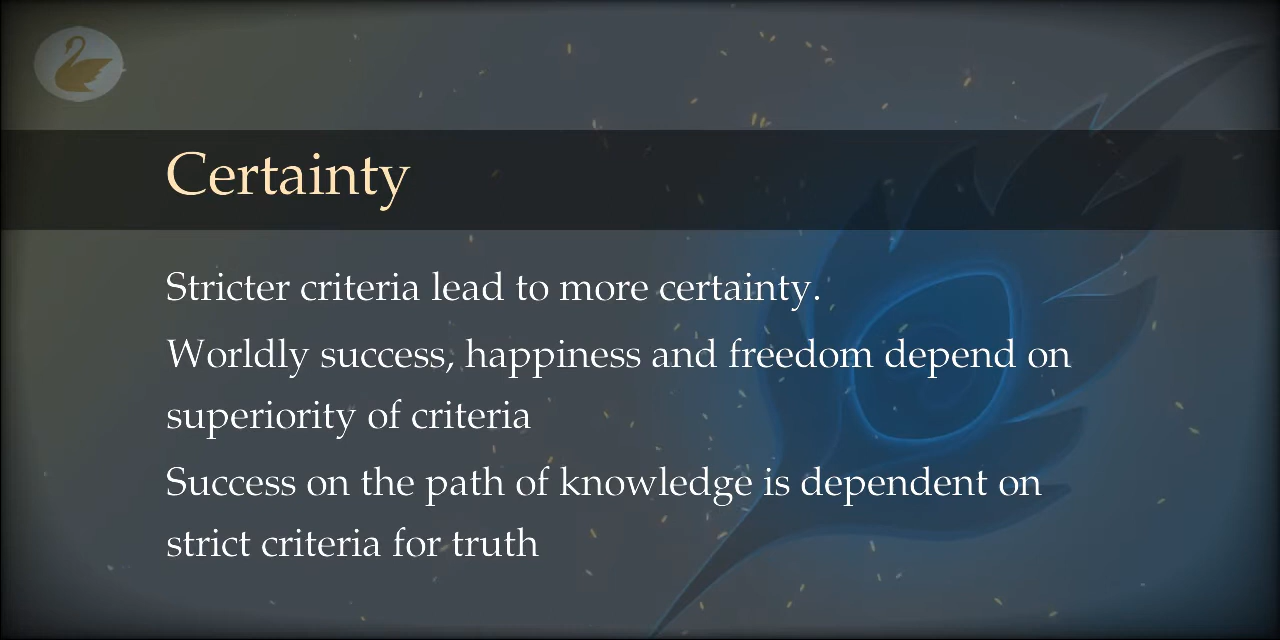 Certainty
Stricter criteria lead to more certainty.
Worldly success, happiness and freedom depend on
superiority of criteria
Success on the path of knowledge is dependent on
strict criteria for truth